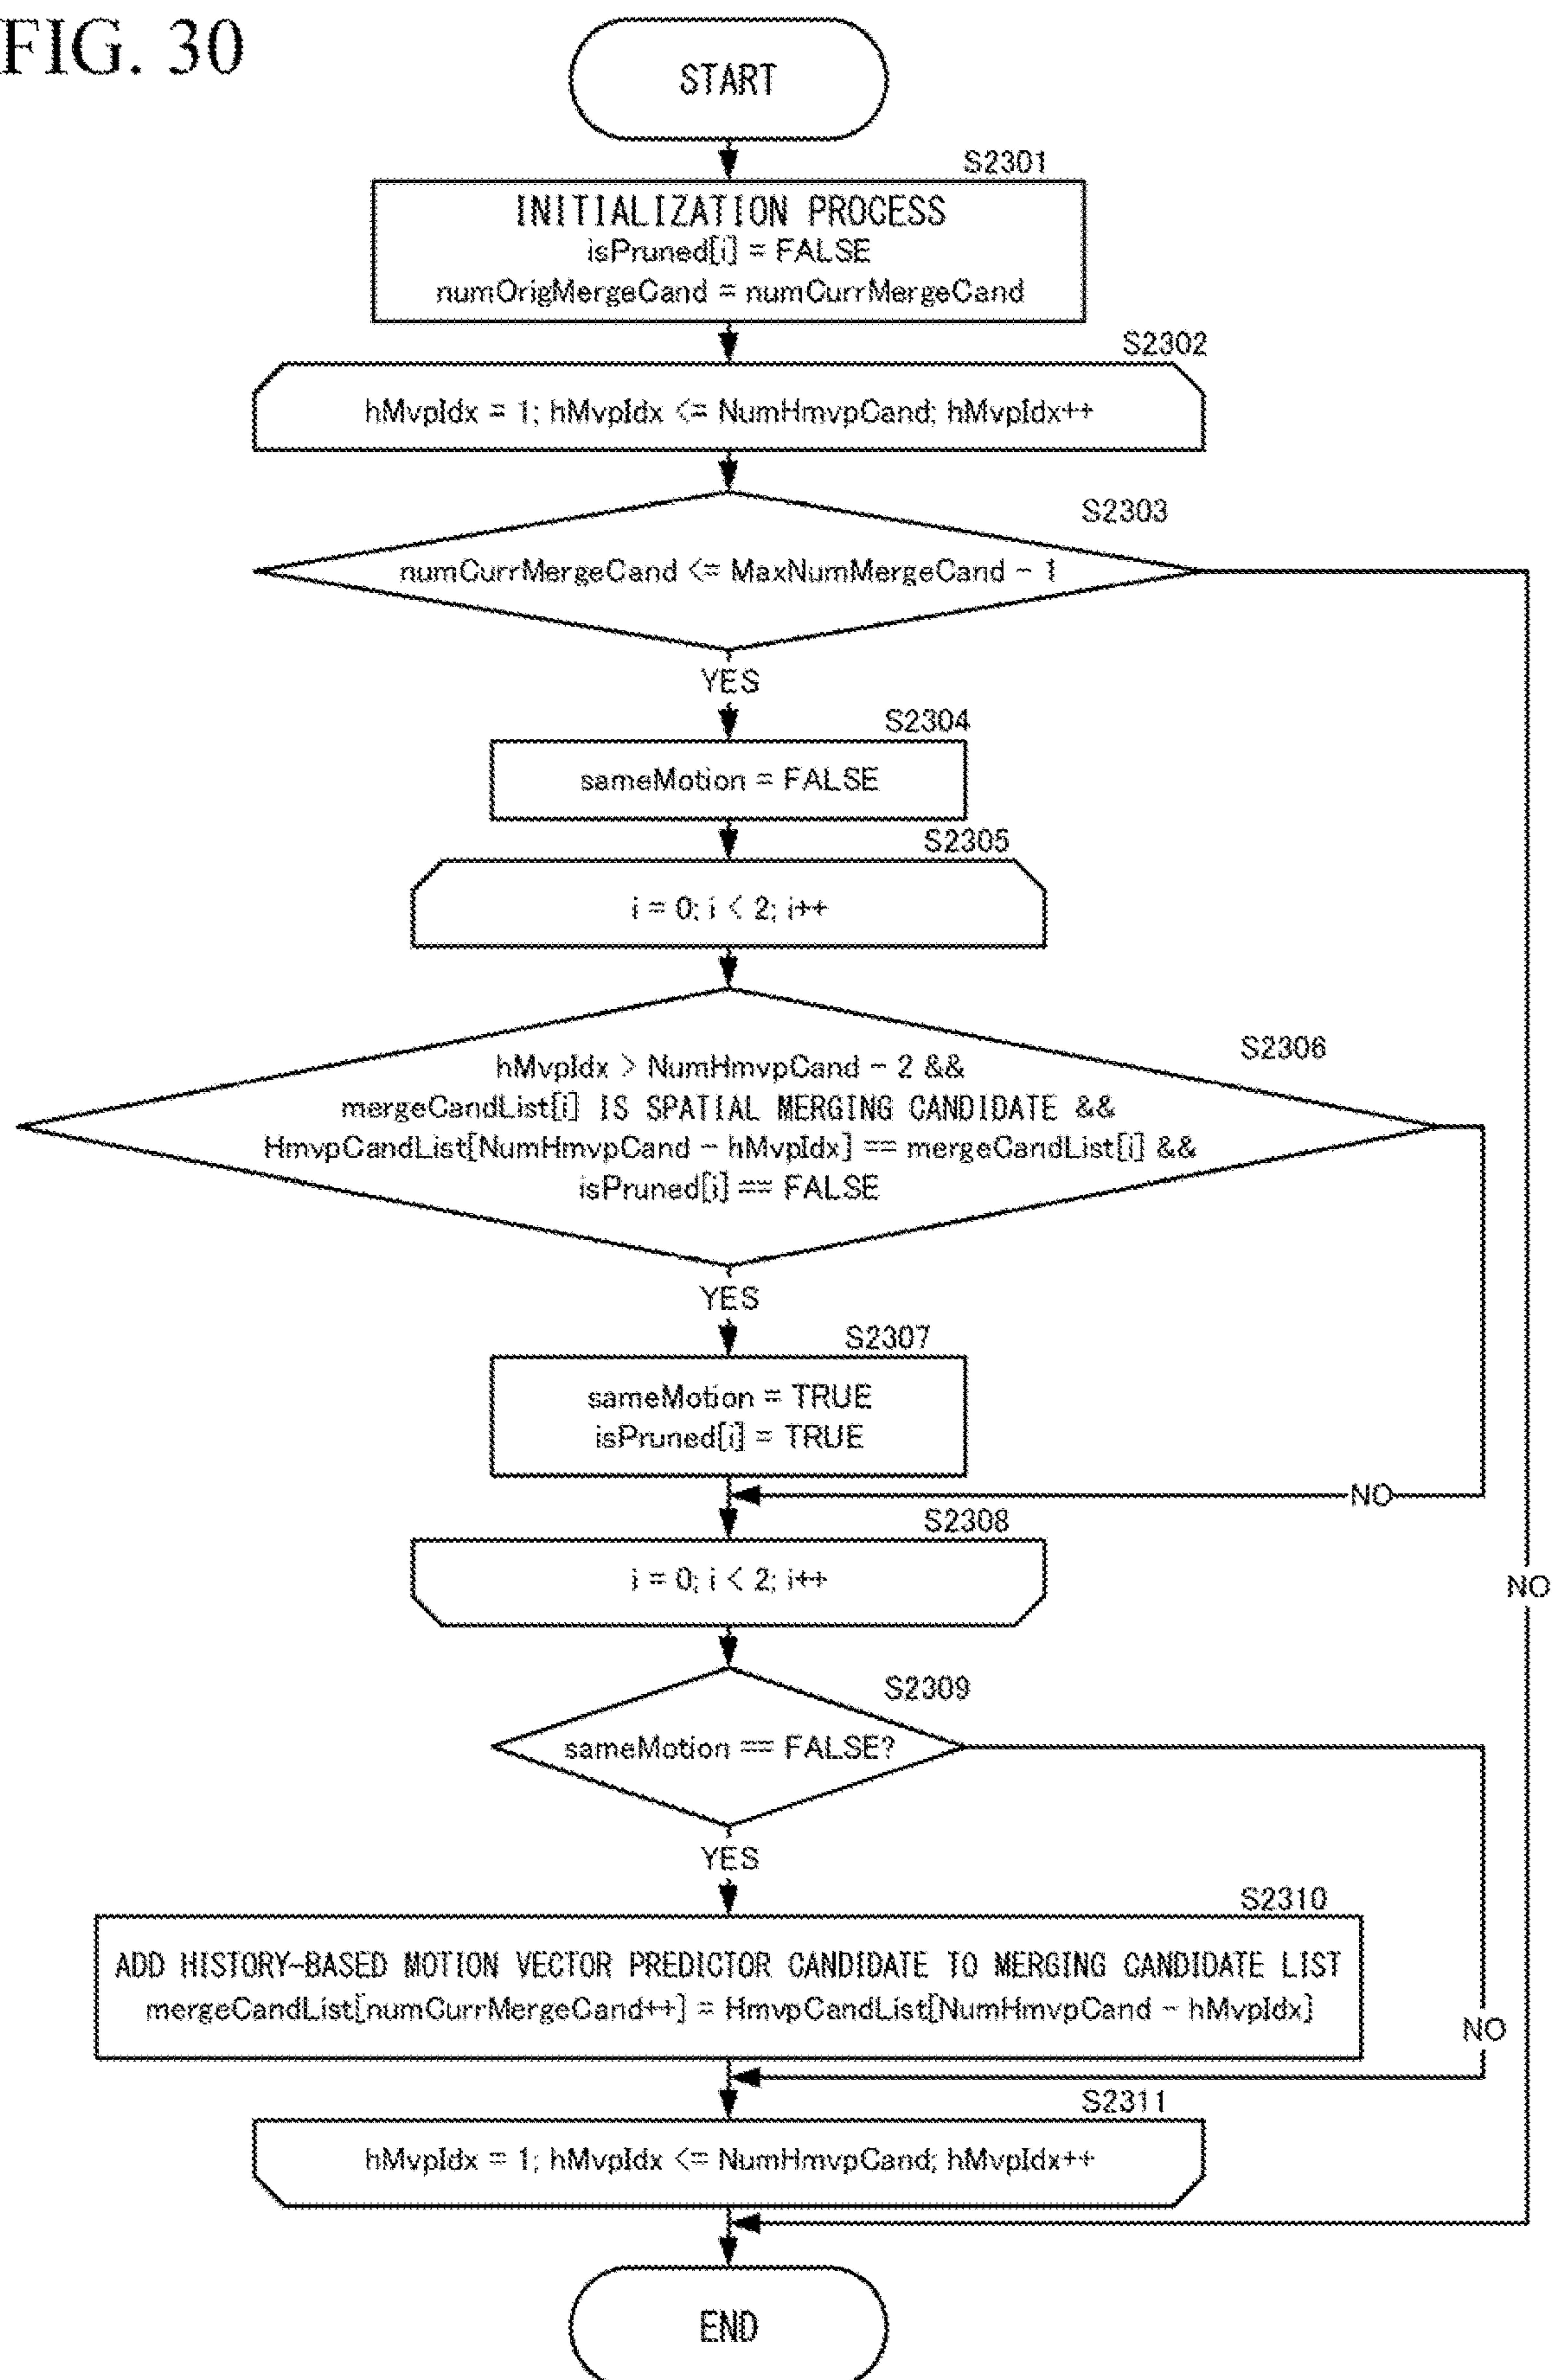 FIG. 30
START
S2301
INITIALIZATION PROCESS
isPruned[i] = FALSE
numOrigMergeCand = numCurrMergeCand
S2302
hMvpIdx = 1; hMvpIdx <= NumHmvpCand; hMvpIdx++
S2303
numCurrMergeCand <= MaxNumMergeCand - 1
YES
S2304
sameMotion = FALSE
S2305
i = 0; i < 2; i++
S2306
hMvpIdx > NumHmvpCand - 2 &&
mergeCandList[i] IS SPATIAL MERGING CANDIDATE &&
HmvpCandList[NumHmvpCand - hMvpIdx] == mergeCandList[i] &&
isPruned[i] == FALSE
YES
S2307
sameMotion = TRUE
isPruned[i] = TRUE
NO
S2308
i = 0; i < 2; i++
NO
S2309
sameMotion == FALSE?
YES
S2310
ADD HISTORY-BASED MOTION VECTOR PREDICTOR CANDIDATE TO MERGING CANDIDATE LIST
mergeCandList[numCurrMergeCand++] = HmvpCandList[NumHmvpCand - hMvpIdx]
NO
S2311
hMvpIdx = 1; hMvpIdx <= NumHmvpCand; hMvpIdx++
END